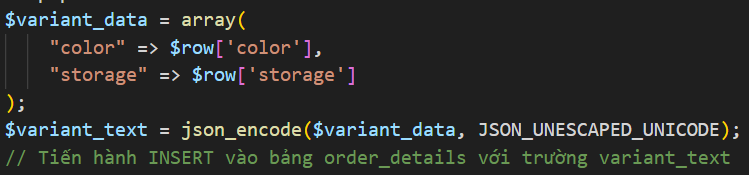 $variant_data = array(
"color" => $row['color'],
"storage" => $row['storage']
);
$variant_text = json_encode($variant_data, JSON_UNESCAPED_UNICODE);
// Tiến hành INSERT vào bảng order_details với trường variant_text